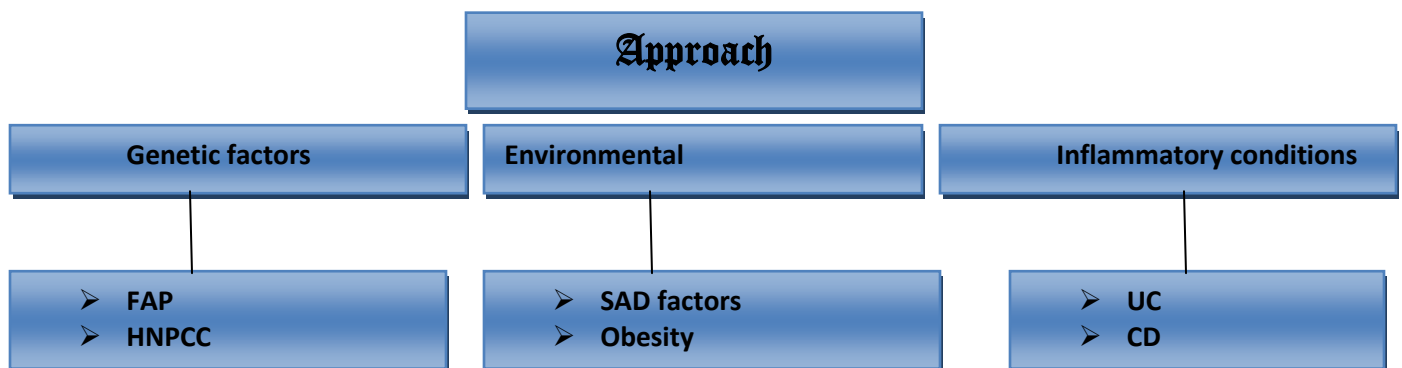 Approach
Genetic factors
Environmental
Inflammatory conditions
➢ FAP
➢ HNPCC
➢ SAD factors
➢ Obesity
➢ UC
➢ CD